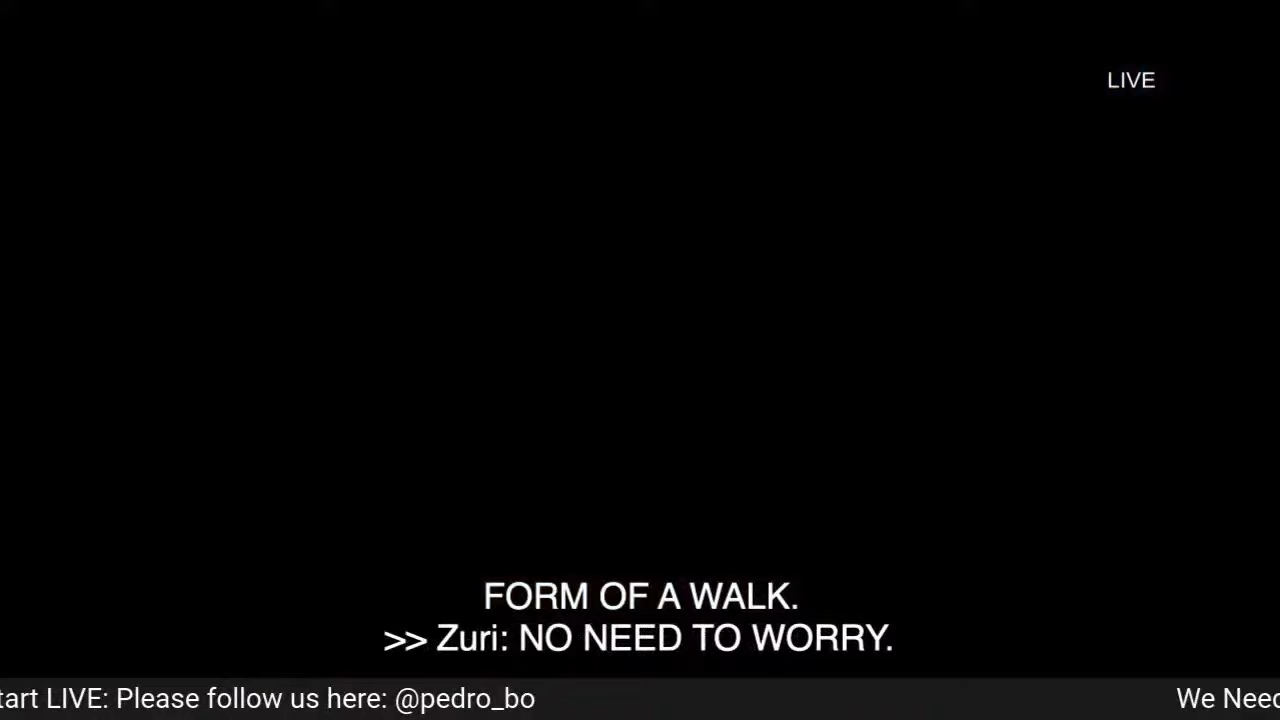 LIVE
FORM OF A WALK.
>> Zuri: NO NEED TO WORRY.
tart LIVE: Please follow us here: @pedro_bo We Need